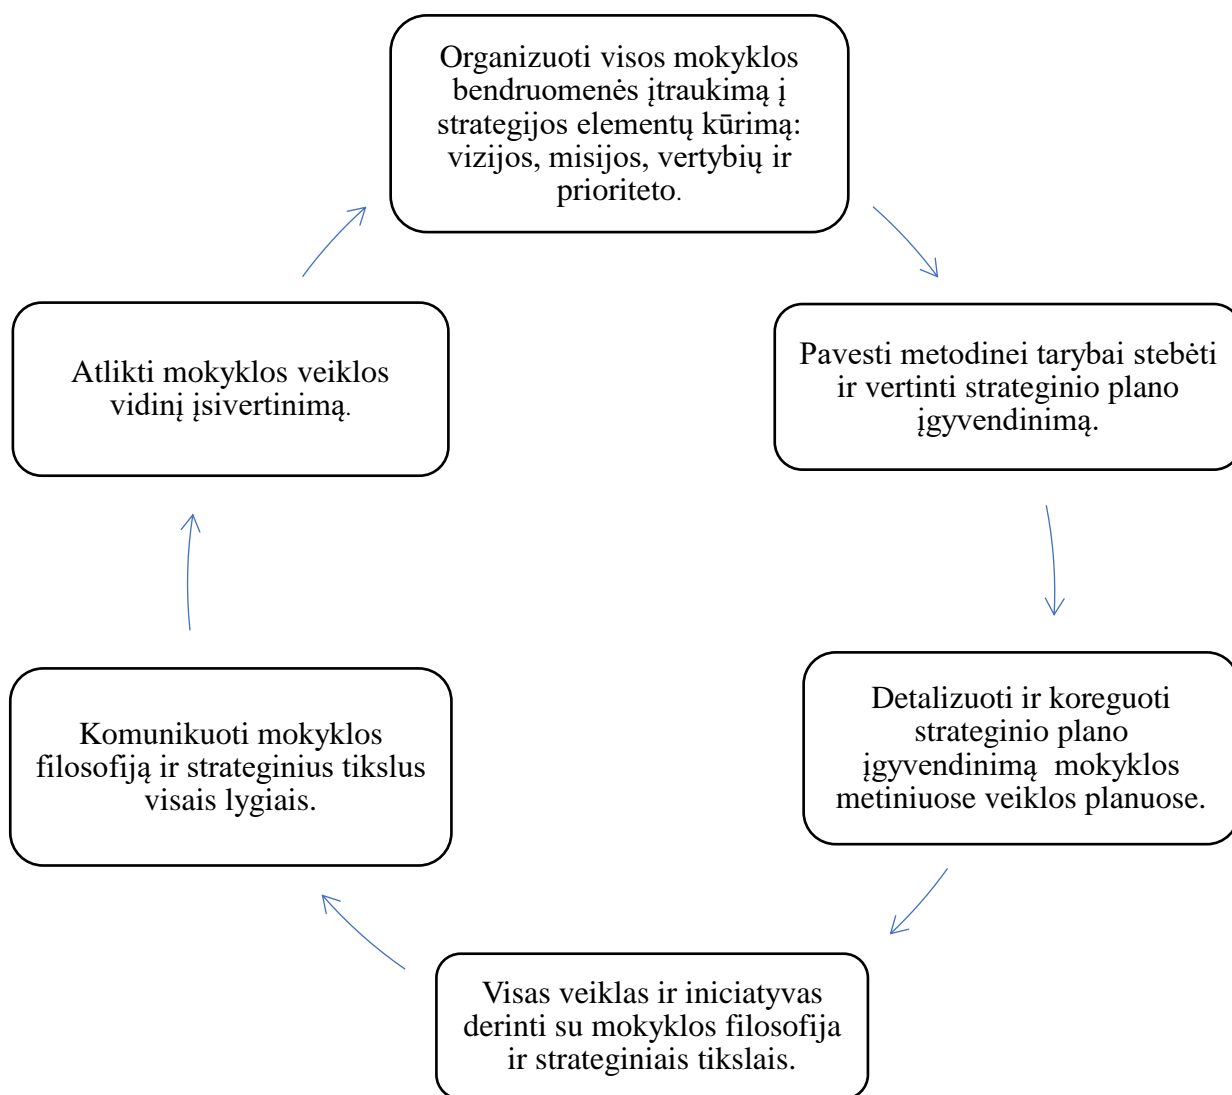 Organizuoti visos mokyklos
bendruomenės įtraukimą į
strategijos elementų kūrimą:
vizijos, misijos, vertybių ir
prioriteto.
Pavesti metodinei tarybai stebėti
ir vertinti strateginio plano
įgyvendinimą.
Detalizuoti ir koreguoti
strateginio plano
įgyvendinimą mokyklos
metiniuose veiklos planuose.
Visas veiklas ir iniciatyvas
derinti su mokyklos filosofija
ir strateginiais tikslais.
Komunikuoti mokyklos
filosofiją ir strateginius tikslus
visais lygiais.
Atlikti mokyklos veiklos
vidinį įsivertinimą.